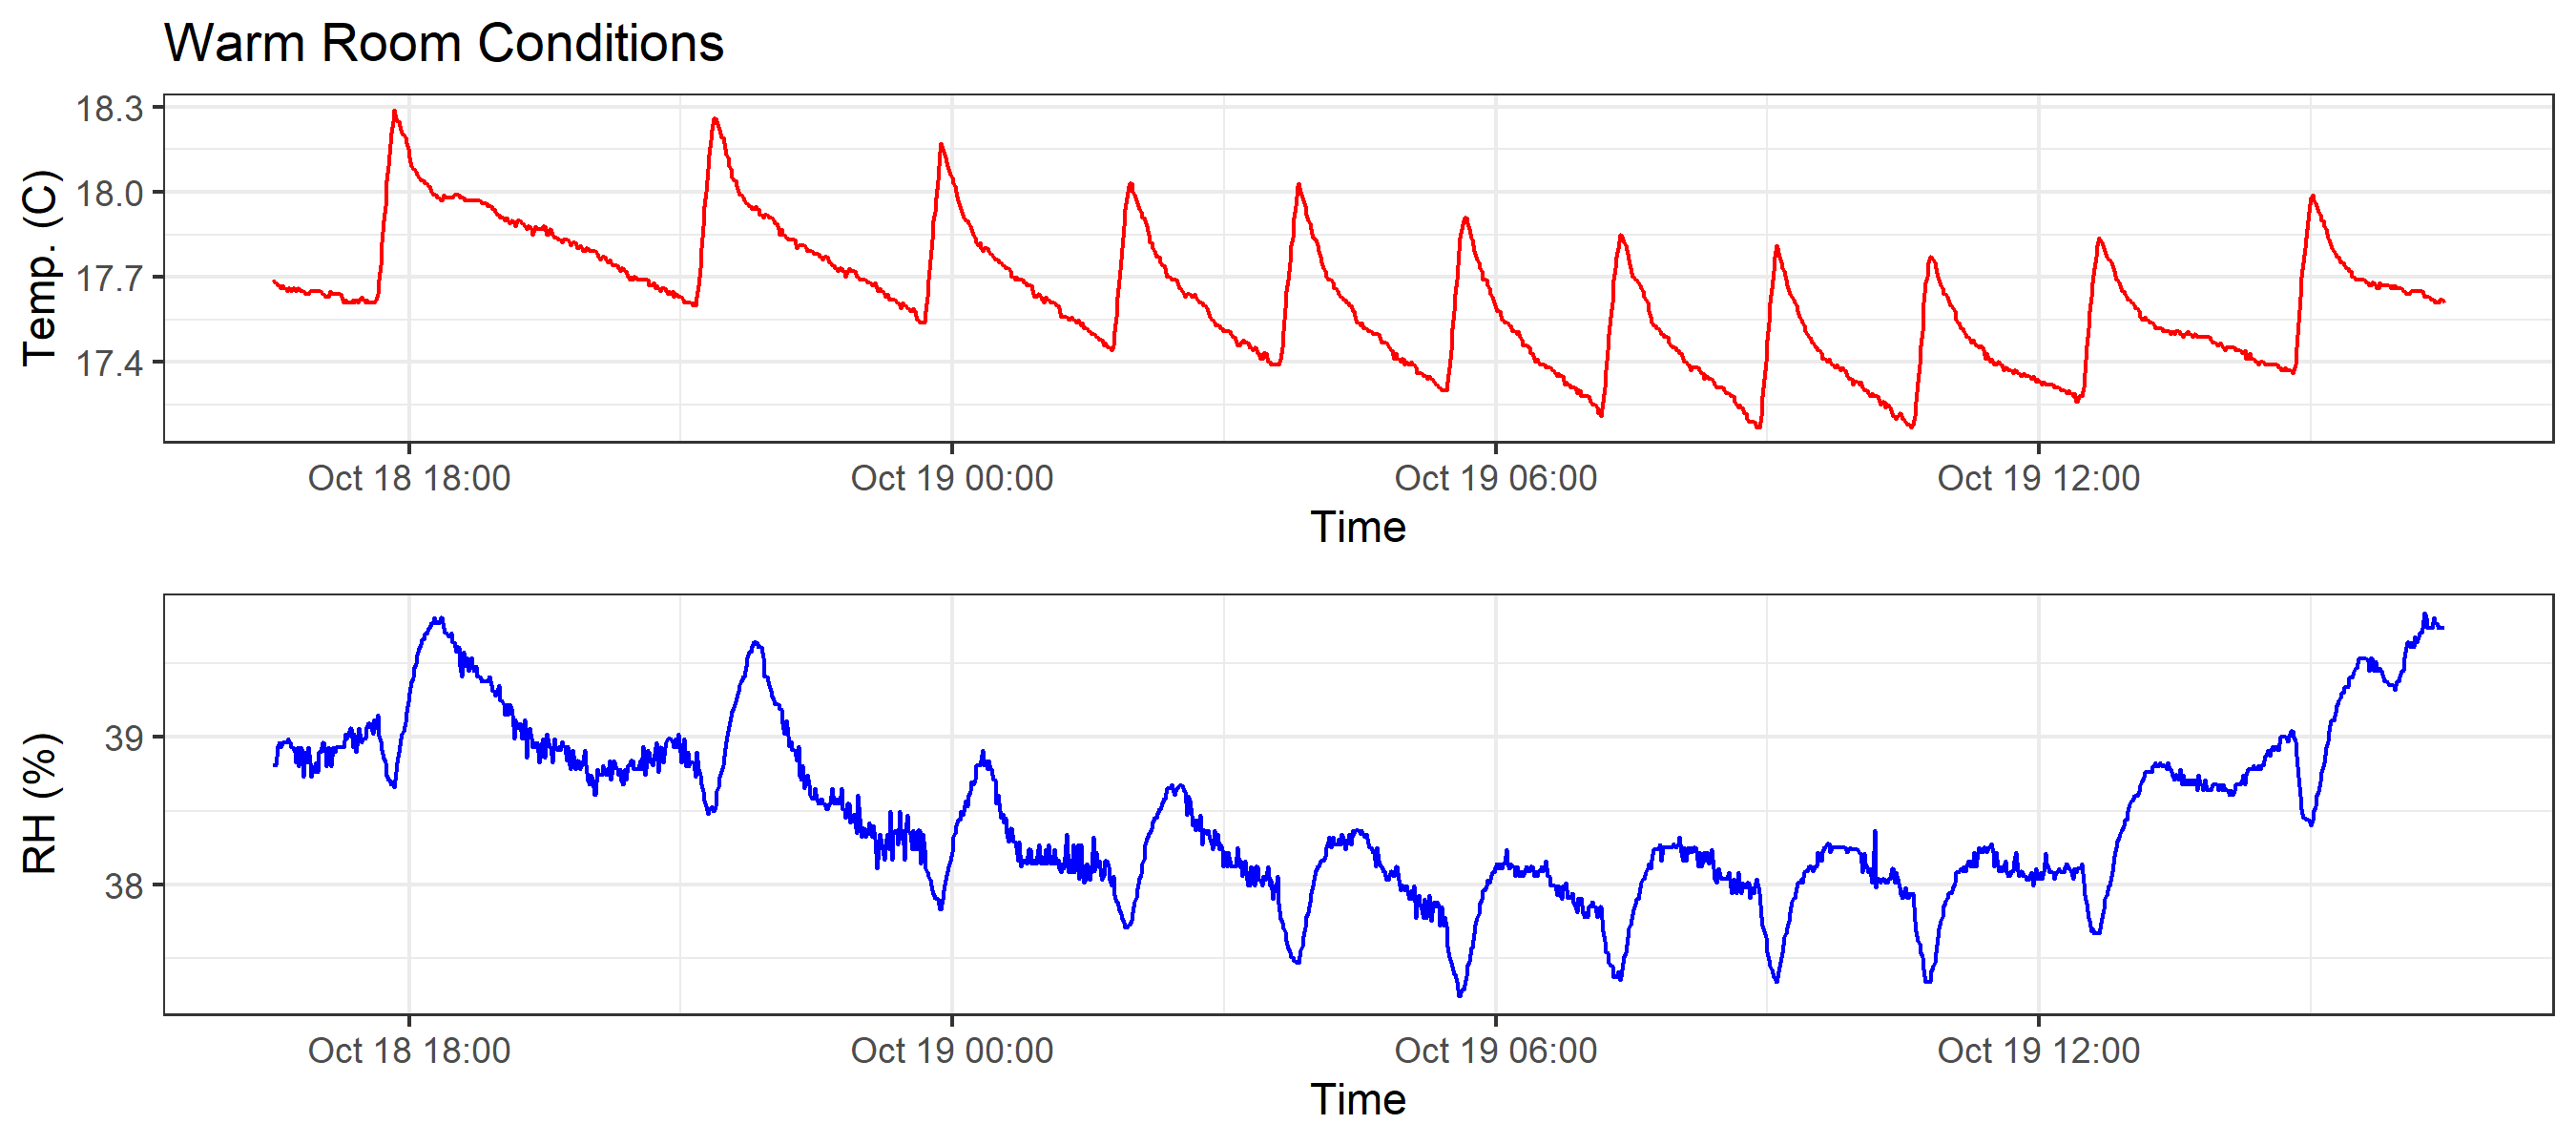 Warm Room Conditions
Temp. (C)
18.3
18.0
17.7
17.4
Oct 18 18:00 Oct 19 00:00 Oct 19 06:00 Oct 19 12:00
Time
RH (%)
39
38
Oct 18 18:00 Oct 19 00:00 Oct 19 06:00 Oct 19 12:00
Time